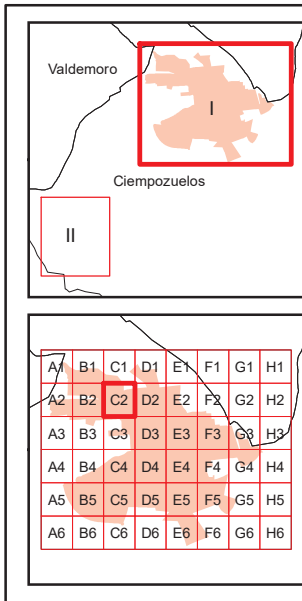 Valdemoro
I
Ciempozuelos
II
A1 B1 C1 D1 E1 F1 G1 H1
A2 B2 C2 D2 E2 F2 G2 H2
A3 B3 C3 D3 E3 F3 G3 H3
A4 B4 C4 D4 E4 F4 G4 H4
A5 B5 C5 D5 E5 F5 G5 H5
A6 B6 C6 D6 E6 F6 G6 H6